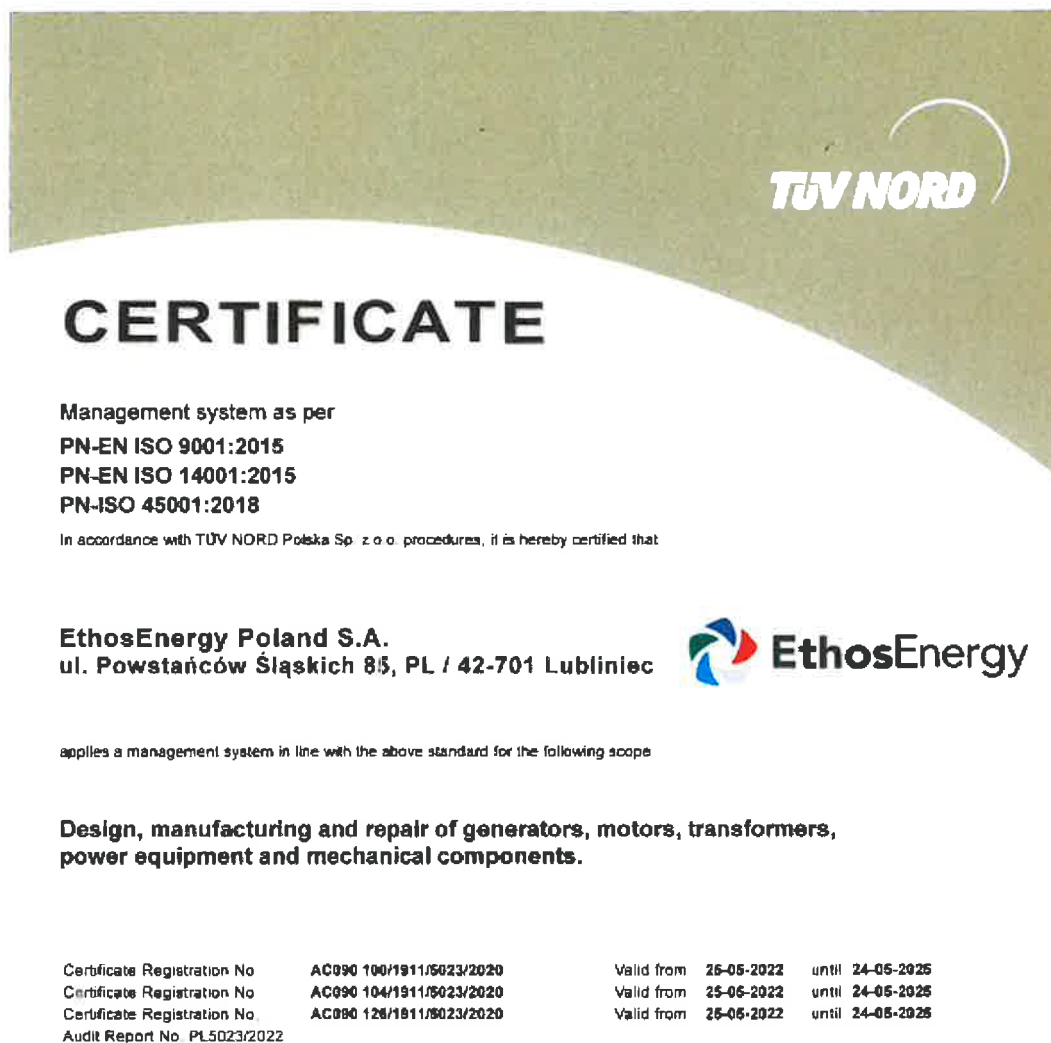 TÜV NORD
CERTIFICATE
Management system as per
PN-EN ISO 9001:2015
PN-EN ISO 14001:2015
PN-ISO 45001:2018
In accordance with TÜV NORD Polska Sp. z o.o. procedures, it is hereby certified that
EthosEnergy Poland S.A.
ul. Powstańców Śląskich 85, PL / 42-701 Lubliniec
EthosEnergy
applies a management system in line with the above standard for the following scope
Design, manufacturing and repair of generators, motors, transformers,
power equipment and mechanical components.
Certificate Registration No AC090 100/1911/5023/2020 Valid from 25-05-2022 until 24-05-2025
Certificate Registration No AC090 104/1911/5023/2020 Valid from 25-05-2022 until 24-05-2025
Certificate Registration No. AC090 126/1911/5023/2020 Valid from 25-05-2022 until 24-05-2025
Audit Report No. PL5023/2022